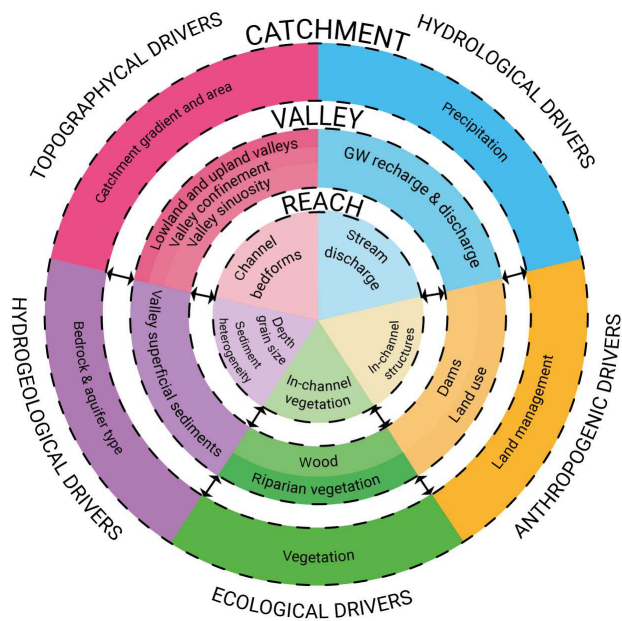 CATCHMENT
TOPOGRAPHYCAL DRIVERS
HYDROLOGICAL DRIVERS
Catchment gradient and area
Precipitation
VALLEY
Lowland and upland valleys
Valley confinement
Valley sinuosity
GW recharge & discharge
REACH
Channel
bedforms
Stream
discharge
HYDROGEOLOGICAL DRIVERS
Bedrock & aquifer type
Valley superficial sediments
Depth
grain size
Sediment
heterogeneity
In-channel
structures
Dams
Land use
Land management
ANTHROPOGENIC DRIVERS
In-channel
vegetation
Wood
Riparian vegetation
Vegetation
ECOLOGICAL DRIVERS